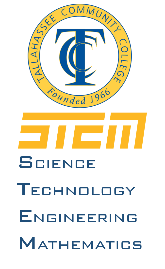 TALLAHASSEE COMMUNITY COLLEGE
TCC
Founded 1966
STEM
SCIENCE
TECHNOLOGY
ENGINEERING
MATHEMATICS